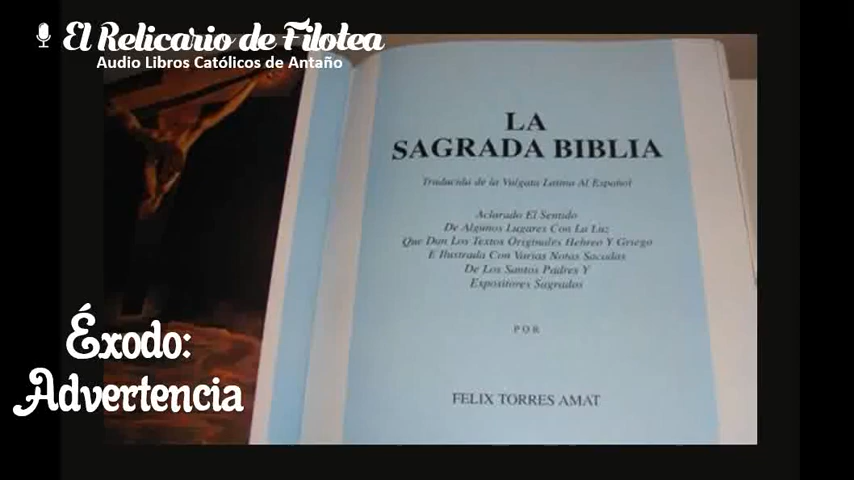 El Relicario de Filotea
Audio Libros Católicos de Antaño
LA
SAGRADA BIBLIA
Traducida de la Vulgata Latina Al Español
Aclarado El Sentido
De Algunos Lugares Con La Luz
Que Dan Los Textos Originales Hebreo Y Griego
E Ilustrada Con Varias Notas Sacadas
De Los Santos Padres Y
Expositores Sagrados
POR
FELIX TORRES AMAT
Éxodo:
Advertencia